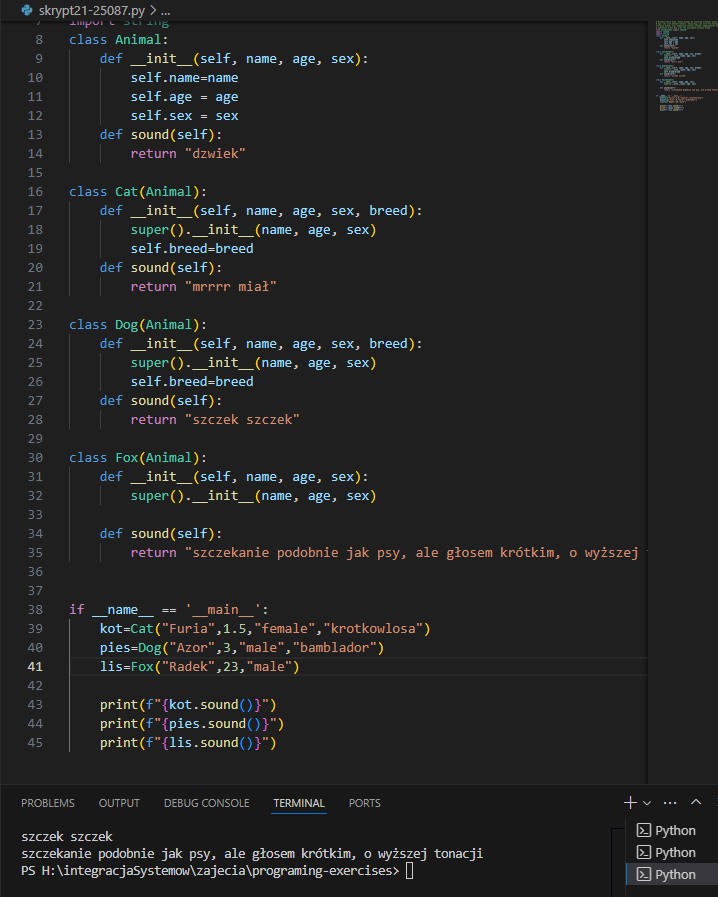 skrypt21-25087.py > ...
7 import string
8 class Animal:
9 def __init__(self, name, age, sex):
10 self.name=name
11 self.age = age
12 self.sex = sex
13 def sound(self):
14 return "dzwiek"
15
16 class Cat(Animal):
17 def __init__(self, name, age, sex, breed):
18 super().__init__(name, age, sex)
19 self.breed=breed
20 def sound(self):
21 return "mrrrr miał"
22
23 class Dog(Animal):
24 def __init__(self, name, age, sex, breed):
25 super().__init__(name, age, sex)
26 self.breed=breed
27 def sound(self):
28 return "szczek szczek"
29
30 class Fox(Animal):
31 def __init__(self, name, age, sex):
32 super().__init__(name, age, sex)
33
34 def sound(self):
35 return "szczekanie podobnie jak psy, ale głosem krótkim, o wyższej
36
37
38 if __name__ == '__main__':
39 kot=Cat("Furia",1.5,"female","krotkowlosa")
40 pies=Dog("Azor",3,"male","bamblador")
41 lis=Fox("Radek",23,"male")
42
43 print(f"{kot.sound()}")
44 print(f"{pies.sound()}")
45 print(f"{lis.sound()}")
PROBLEMS OUTPUT DEBUG CONSOLE TERMINAL PORTS
szczek szczek
szczekanie podobnie jak psy, ale głosem krótkim, o wyższej tonacji
PS H:\integracjaSystemow\zajecia\programing-exercises>
Python
Python
Python